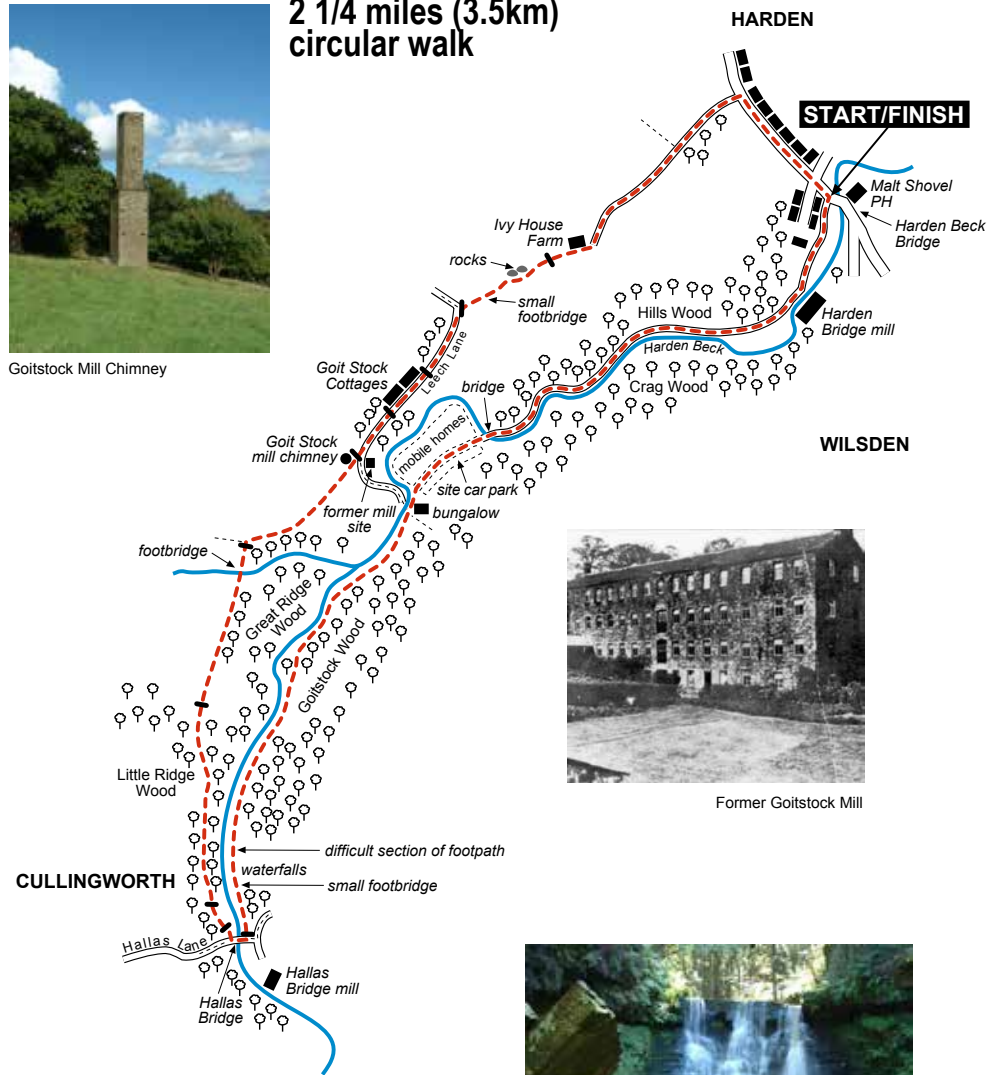 2 1/4 miles (3.5km)
circular walk
HARDEN
START/FINISH
Malt Shovel
PH
Harden Beck
Bridge
Ivy House
Farm
rocks
small
footbridge
Hills Wood
Harden
Bridge mill
Harden Beck
Crag Wood
Goitstock Mill Chimney
Goit Stock
Cottages
Leech Lane
bridge
mobile homes
WILSDEN
Goit Stock
mill chimney
site car park
former mill
site
bungalow
footbridge
Great Ridge
Wood
Goitstock Wood
Former Goitstock Mill
Little Ridge
Wood
difficult section of footpath
waterfalls
CULLINGWORTH
small footbridge
Hallas Lane
Hallas
Bridge mill
Hallas
Bridge